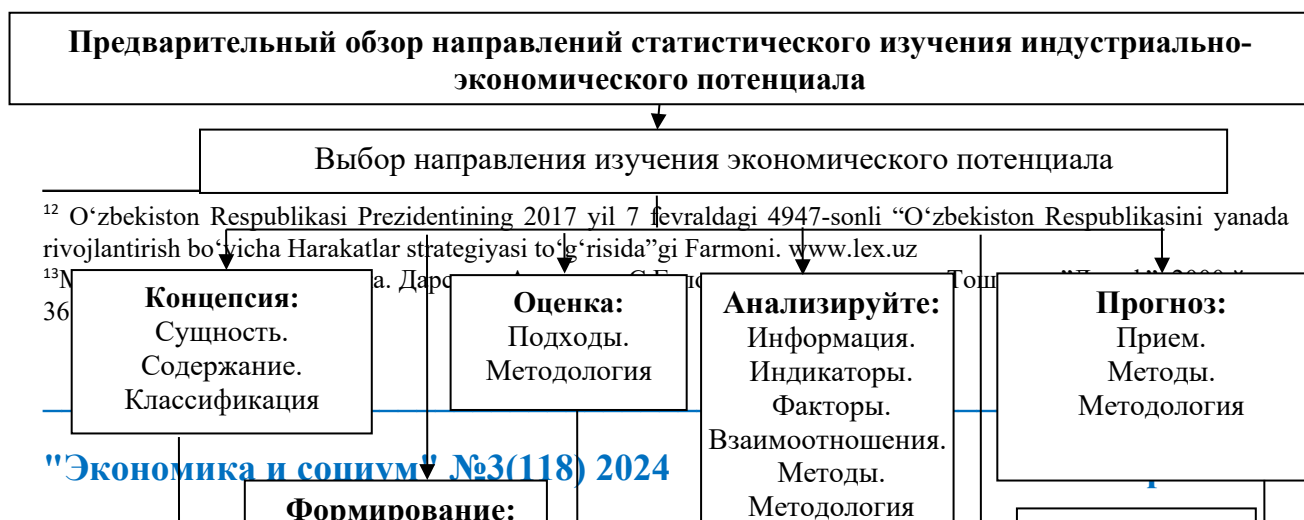 Предварительный обзор направлений статистического изучения индустриально-
экономического потенциала
Выбор направления изучения экономического потенциала
12 O‘zbekiston Respublikasi Prezidentining 2017 yil 7 fevraldagi 4947-sonli “O‘zbekiston Respublikasini yanada
rivojlantirish bo‘yicha Harakatlar strategiyasi to‘g‘risida”gi Farmoni. www.lex.uz
13
36
Концепсия:
Сущность.
Содержание.
Классификация
Оценка:
Подходы.
Методология
Анализируйте:
Информация.
Индикаторы.
Факторы.
Взаимоотношения.
Методы.
Методология
Прогноз:
Прием.
Методы.
Методология
"Экономика и социум" №3(118) 2024
Формирование: